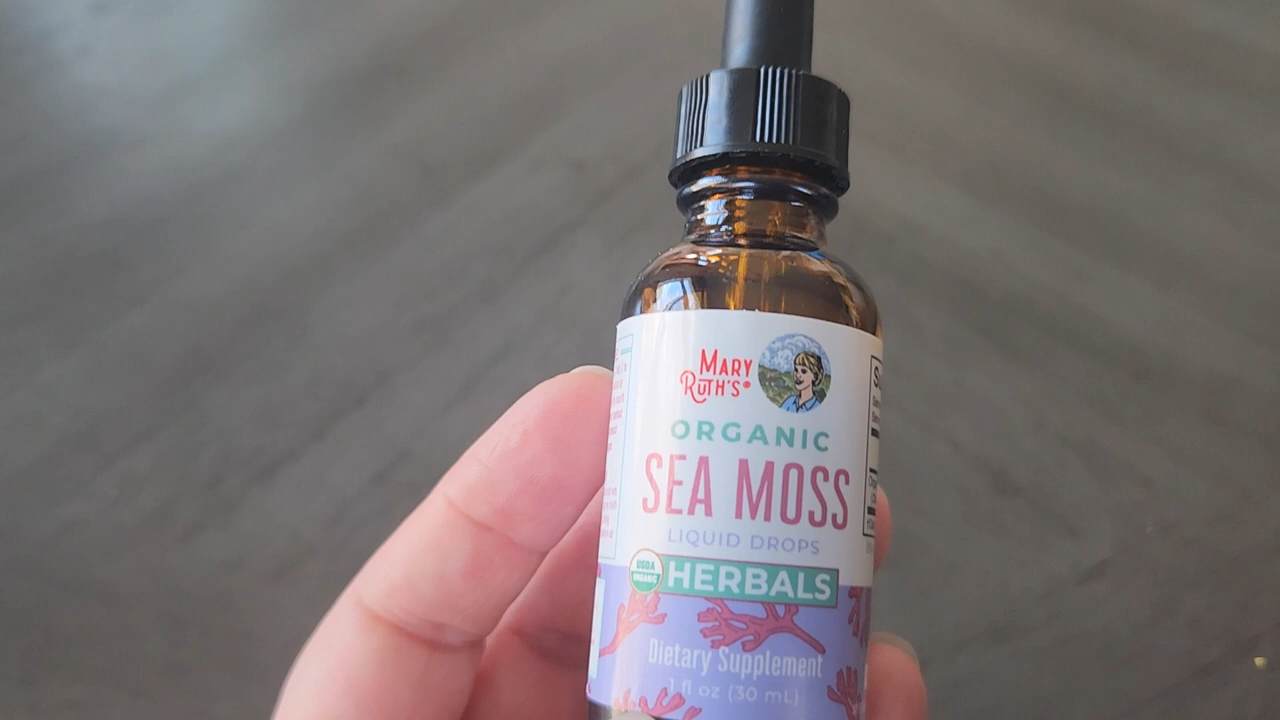 MARY
RUTH'S®
ORGANIC
SEA MOSS
LIQUID DROPS
USDA
ORGANIC
HERBALS
Dietary Supplement
1 fl oz (30 mL)